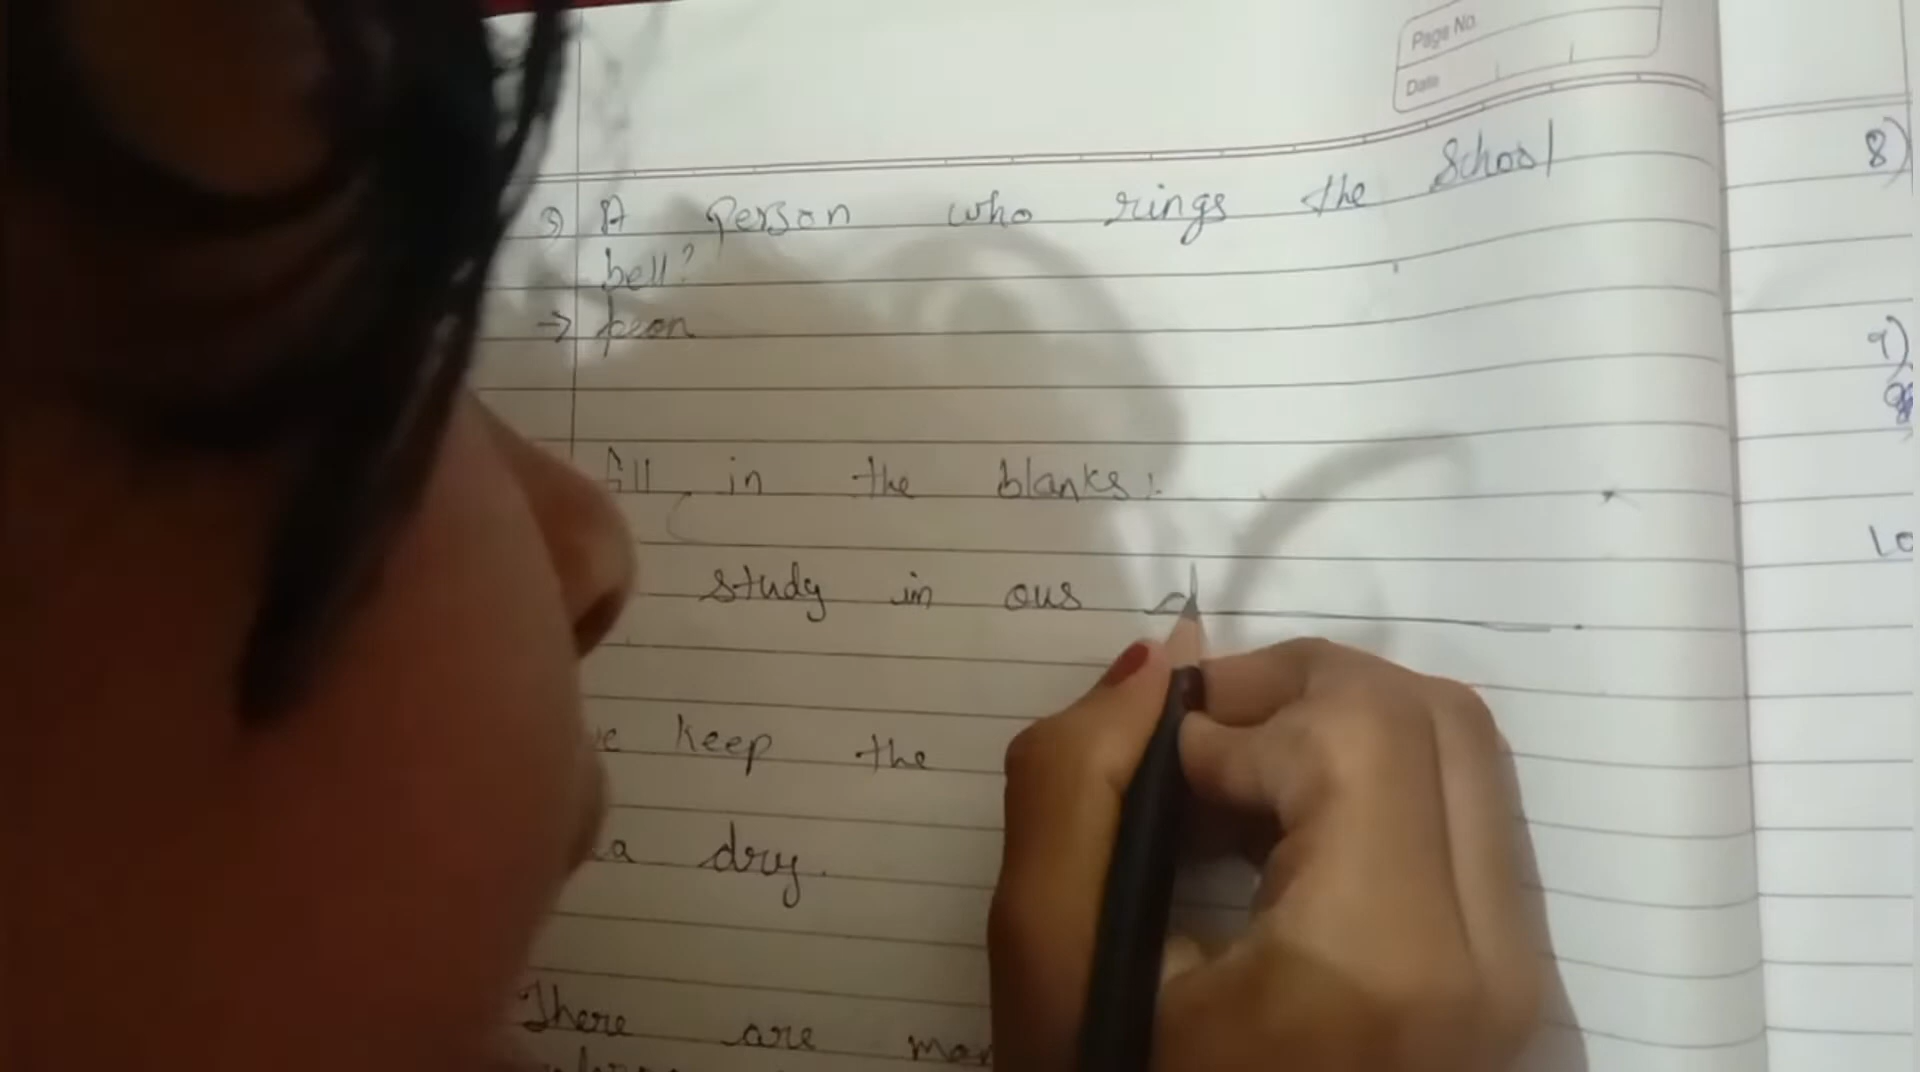 Page No.
Date
3) A person who rings the School
bell?
→ peon
fill in the blanks:
study in our
keep the
a dry.
There are
8)
9)